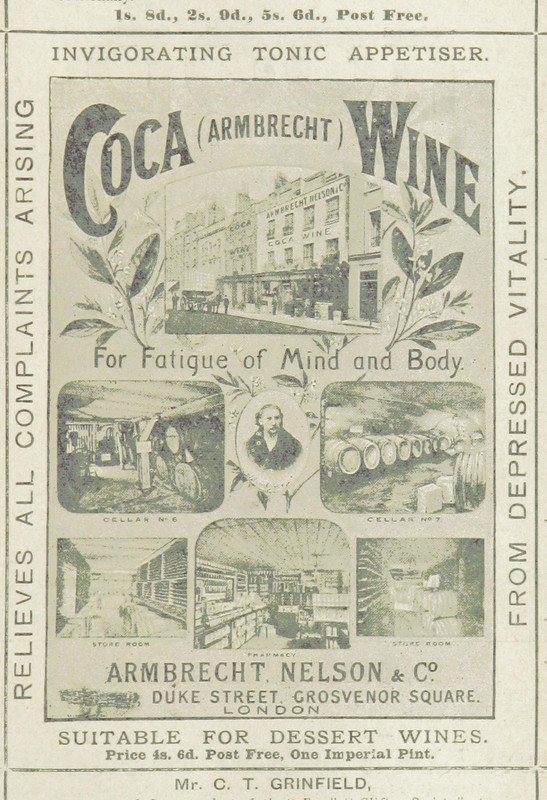 1s. 8d., 2s. 9d., 5s. 6d., Post Free.
INVIGORATING TONIC APPETISER.
RELIEVES ALL COMPLAINTS ARISING
FROM DEPRESSED VITALITY.
COCA (ARMBRECHT) WINE
ARMBRECHT NELSON & Co
COCA WINE
COCA
WINE
For Fatigue of Mind and Body.
CELLAR No 6
CELLAR No 7
STORE ROOM
PHARMACY
STORE ROOM
ARMBRECHT, NELSON & Co
DUKE STREET, GROSVENOR SQUARE.
LONDON
SUITABLE FOR DESSERT WINES.
Price 4s. 6d. Post Free, One Imperial Pint.
Mr. C. T. GRINFIELD,